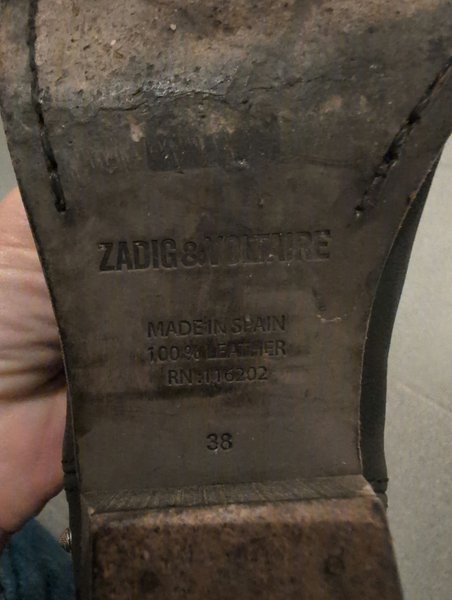 ZADIG & VOLTAIRE
MADE IN SPAIN
100% LEATHER
RN:116202
38